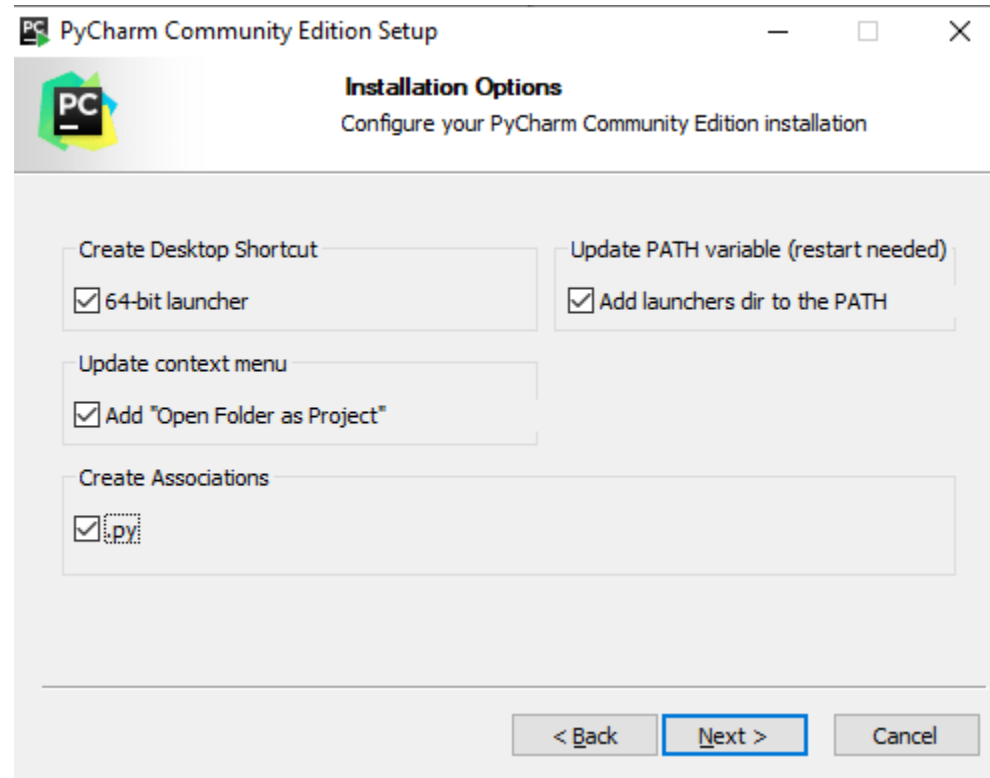 PyCharm Community Edition Setup
PC
Installation Options
Configure your PyCharm Community Edition installation
Create Desktop Shortcut
64-bit launcher
Update PATH variable (restart needed)
Add launchers dir to the PATH
Update context menu
Add "Open Folder as Project"
Create Associations
.py
< Back
Next >
Cancel